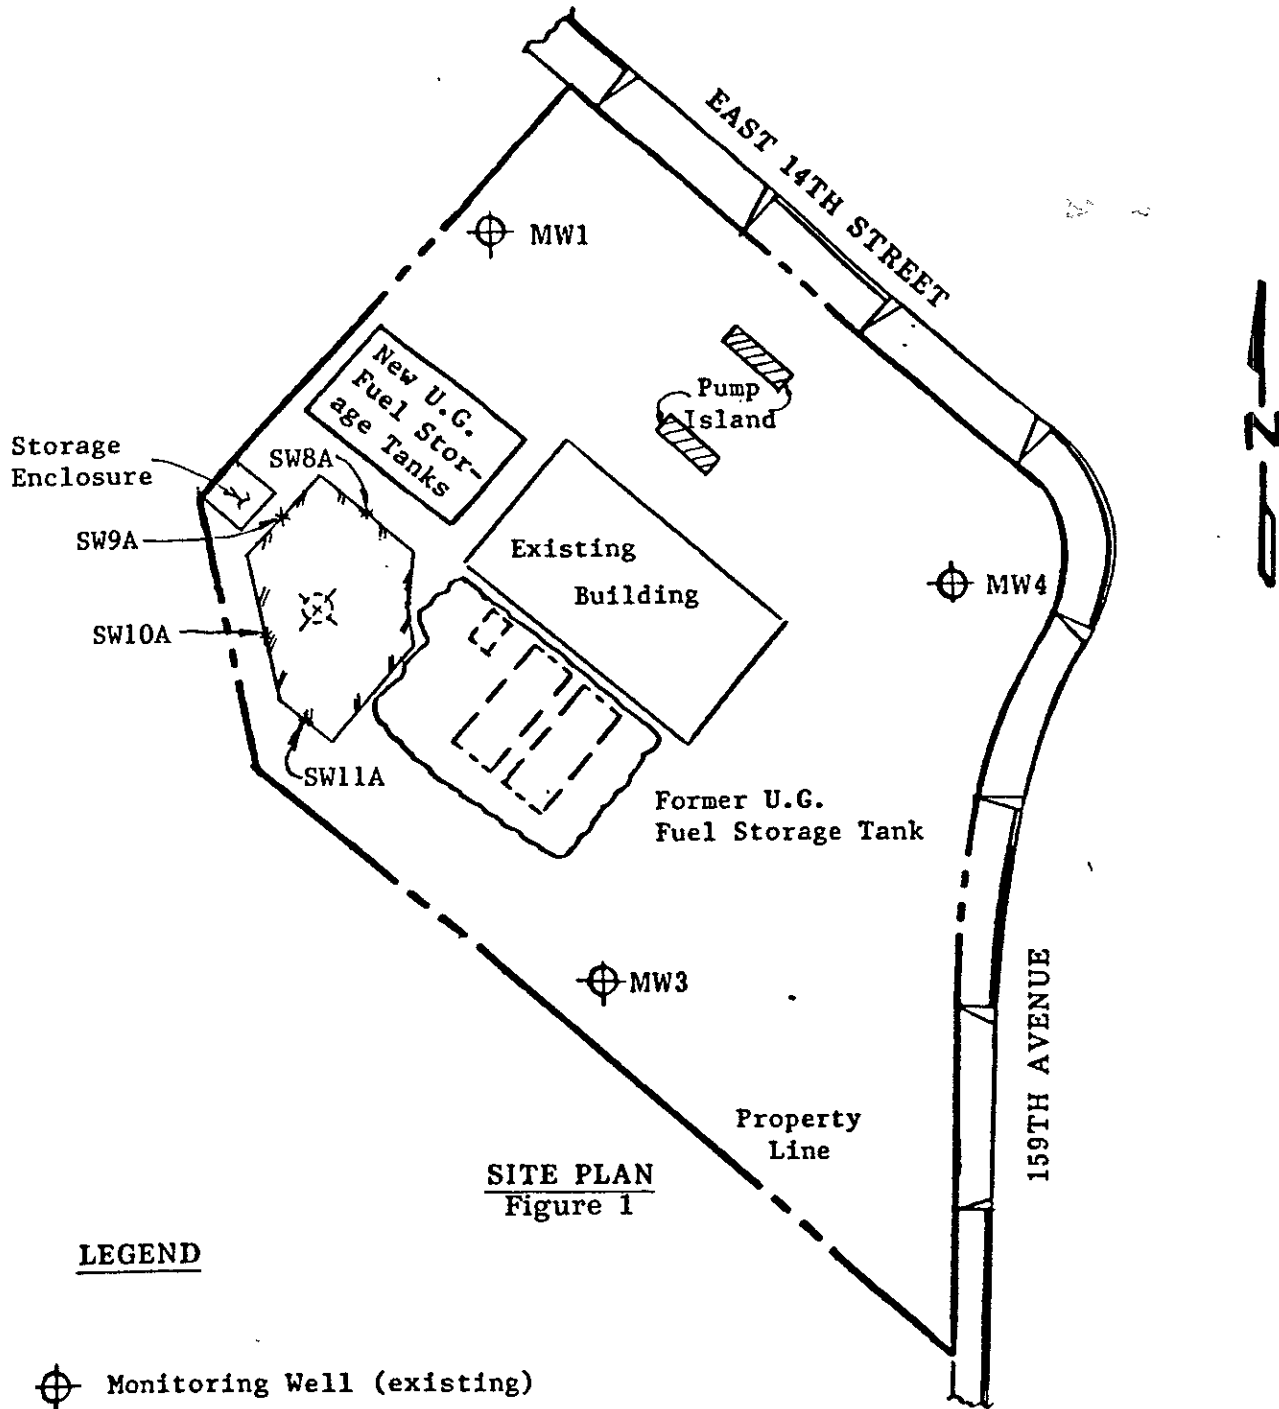 EAST 14TH STREET
MW1
New U.G.
Fuel Stor-
age Tanks
Pump
Island
Storage
Enclosure
SW8A
SW9A
Existing
Building
N
MW4
SW10A
SW11A
Former U.G.
Fuel Storage Tank
MW3
159TH AVENUE
Property
Line
SITE PLAN
Figure 1
LEGEND
Monitoring Well (existing)